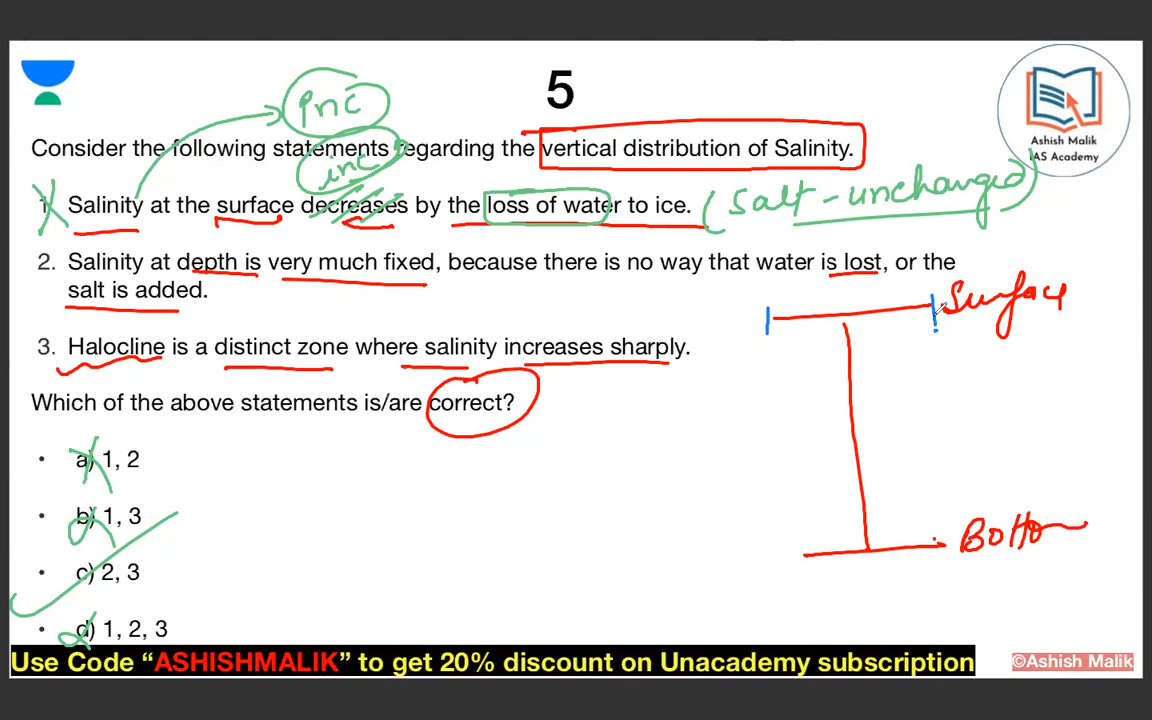 5
Ashish Malik
IAS Academy
inc
Consider the following statements regarding the vertical distribution of Salinity.
inc
1. Salinity at the surface decreases by the loss of water to ice. (Salt - unchanged)
2. Salinity at depth is very much fixed, because there is no way that water is lost, or the
salt is added.
Surface
3. Halocline is a distinct zone where salinity increases sharply.
Which of the above statements is/are correct?
• a) 1, 2
• b) 1, 3
Bottom
• c) 2, 3
• d) 1, 2, 3
Use Code “ASHISHMALIK” to get 20% discount on Unacademy subscription
©Ashish Malik